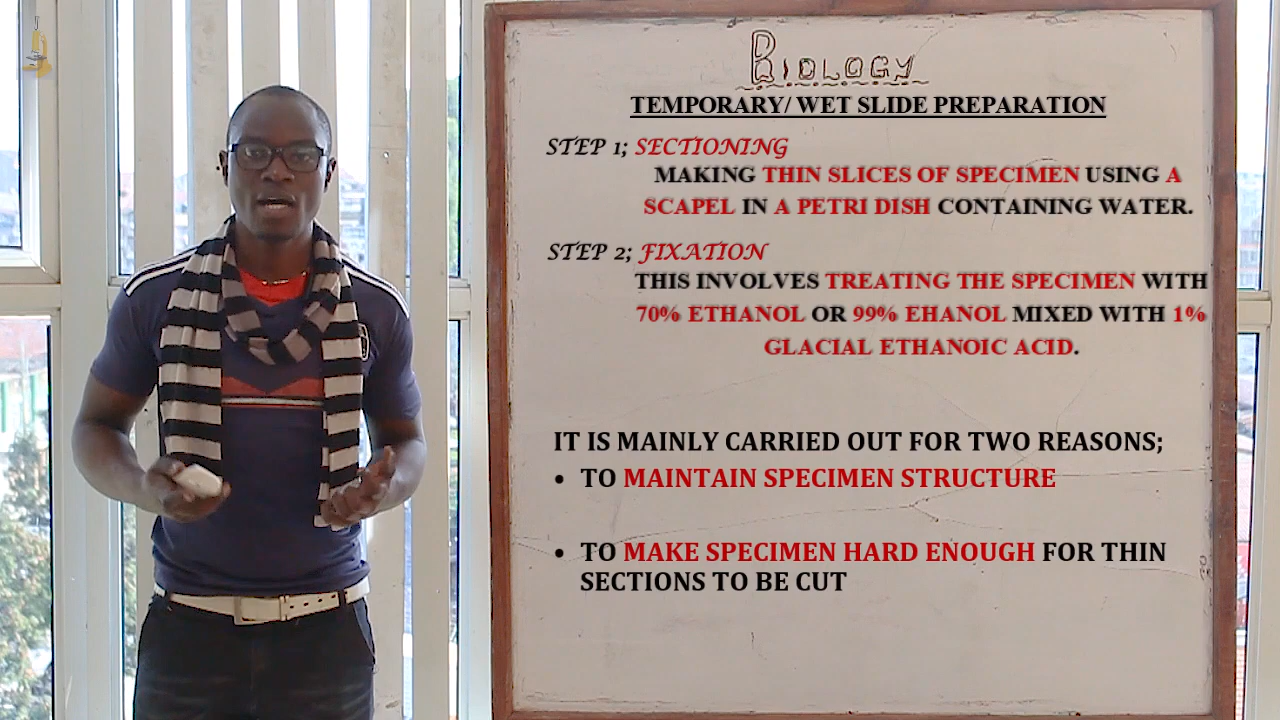 BIOLOGY
TEMPORARY/ WET SLIDE PREPARATION
STEP 1; SECTIONING
MAKING THIN SLICES OF SPECIMEN USING A
SCAPEL IN A PETRI DISH CONTAINING WATER.
STEP 2; FIXATION
THIS INVOLVES TREATING THE SPECIMEN WITH
70% ETHANOL OR 99% EHANOL MIXED WITH 1%
GLACIAL ETHANOIC ACID.
IT IS MAINLY CARRIED OUT FOR TWO REASONS;
• TO MAINTAIN SPECIMEN STRUCTURE
• TO MAKE SPECIMEN HARD ENOUGH FOR THIN
SECTIONS TO BE CUT